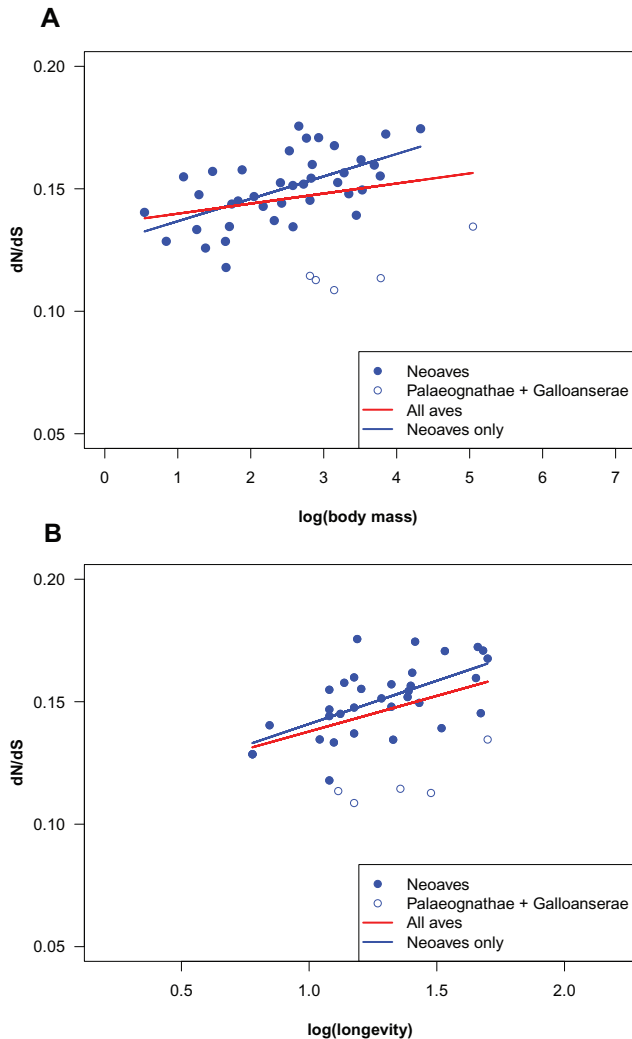 A
0.20
0.15
0.10
0.05
dN/dS
Neoaves
Palaeognathae + Galloanserae
All aves
Neoaves only
0 1 2 3 4 5 6 7
log(body mass)
B
0.20
0.15
0.10
0.05
dN/dS
Neoaves
Palaeognathae + Galloanserae
All aves
Neoaves only
0.5 1.0 1.5 2.0
log(longevity)